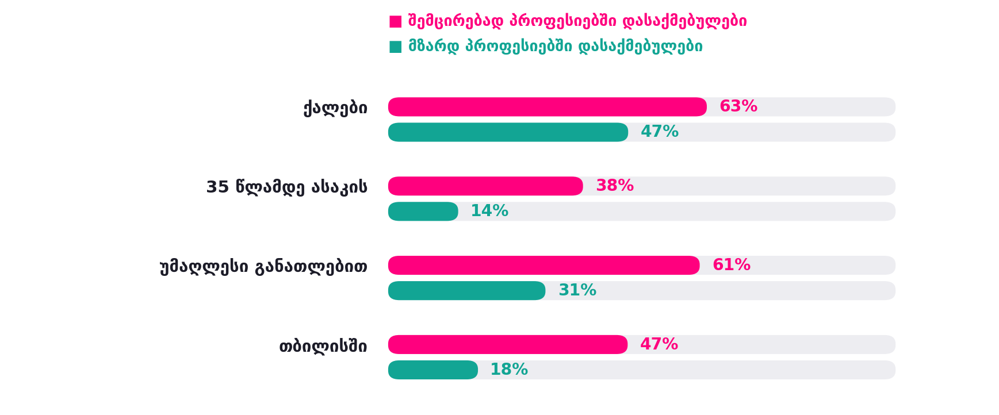 შემცირებად პროფესიებში დასაქმებულები
მზარდ პროფესიებში დასაქმებულები
ქალები
63%
47%
35 წლამდე ასაკის
38%
14%
უმაღლესი განათლებით
61%
31%
თბილისში
47%
18%